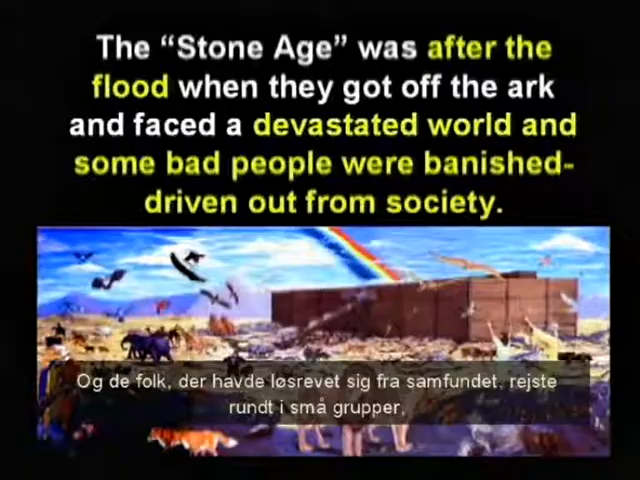 The “Stone Age” was after the
flood when they got off the ark
and faced a devastated world and
some bad people were banished-
driven out from society.
Og de folk, der havde løsrevet sig fra samfundet, rejste
rundt i små grupper,